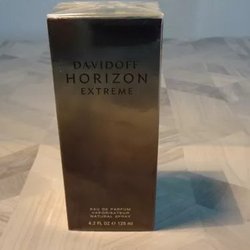 DAVIDOFF
HORIZON
EXTREME
EAU DE PARFUM
VAPORISATEUR
NATURAL SPRAY
4.2 FL OZ ℮ 125 ml